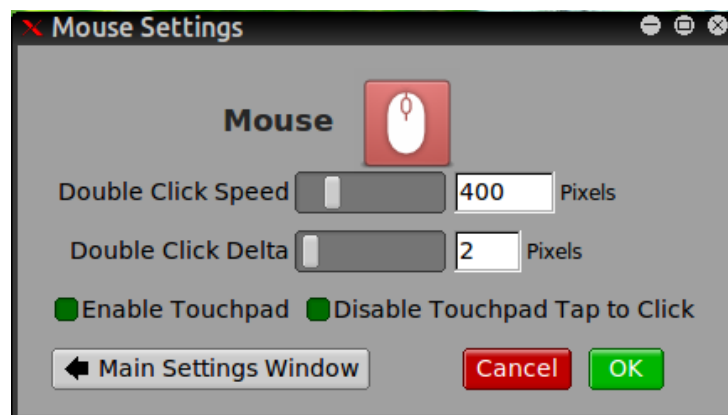 Mouse Settings
Mouse
Double Click Speed 400 Pixels
Double Click Delta 2 Pixels
Enable Touchpad Disable Touchpad Tap to Click
Main Settings Window Cancel OK